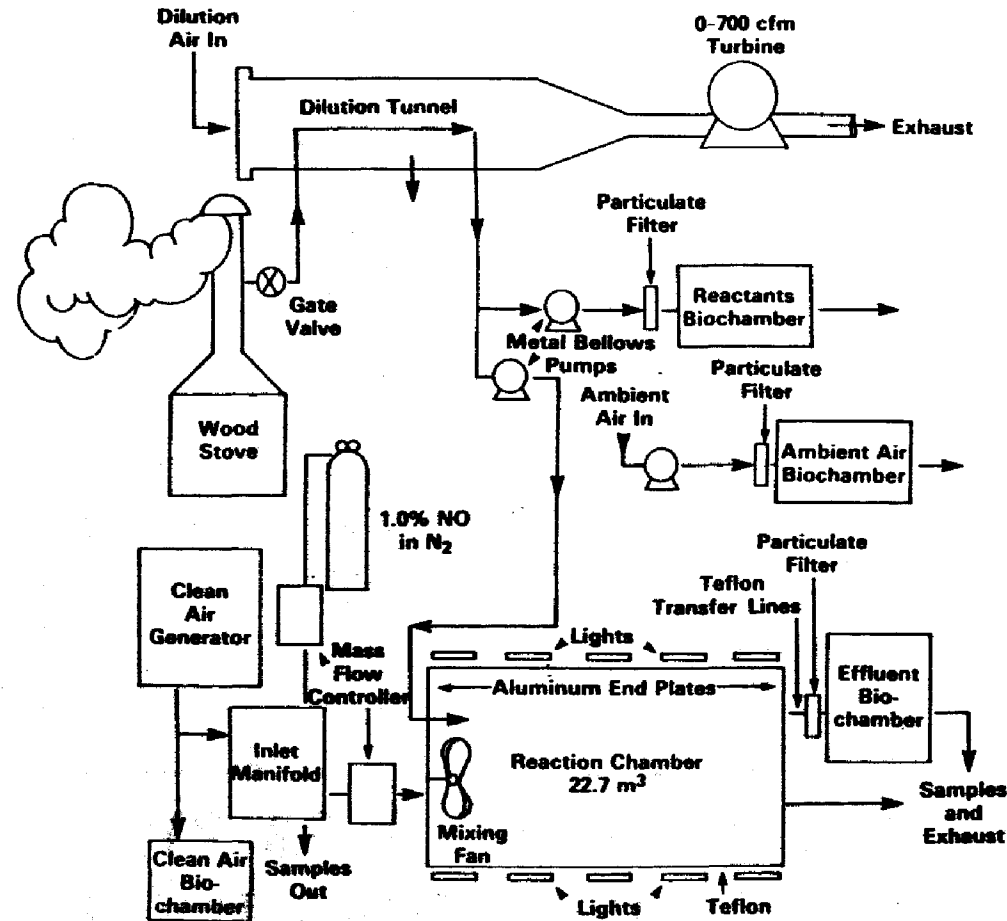 Dilution
Air In
0-700 cfm
Turbine
Dilution Tunnel
Exhaust
Particulate
Filter
Gate
Valve
Reactants
Biochamber
Metal Bellows
Pumps
Particulate
Filter
Ambient
Air In
Wood
Stove
Ambient Air
Biochamber
1.0% NO
in N2
Particulate
Filter
Clean
Air
Generator
Teflon
Transfer Lines
Lights
Mass
Flow
Controller
Aluminum End Plates
Effluent
Bio-
chamber
Inlet
Manifold
Reaction Chamber
22.7 m3
Samples
and
Exhaust
Mixing
Fan
Clean Air
Bio-
chamber
Samples
Out
Lights
Teflon